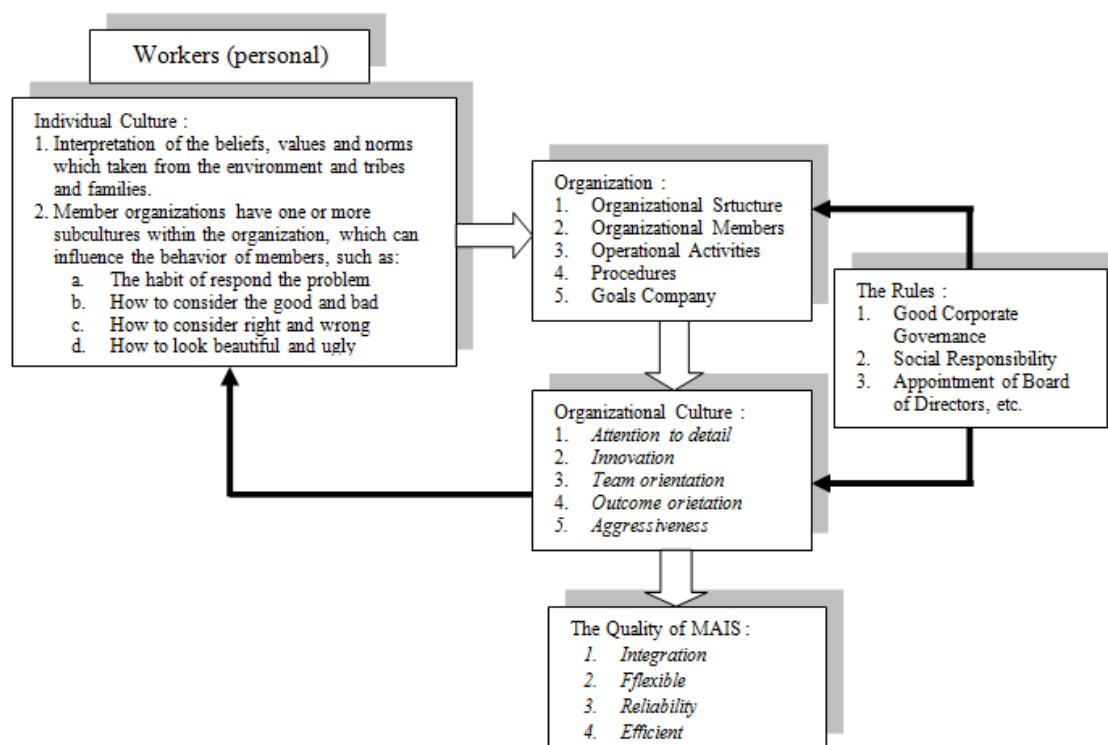 Workers (personal)
Individual Culture :
1. Interpretation of the beliefs, values and norms
which taken from the environment and tribes
and families.
2. Member organizations have one or more
subcultures within the organization, which can
influence the behavior of members, such as:
a. The habit of respond the problem
b. How to consider the good and bad
c. How to consider right and wrong
d. How to look beautiful and ugly
Organization :
1. Organizational Srtucture
2. Organizational Members
3. Operational Activities
4. Procedures
5. Goals Company
The Rules :
1. Good Corporate
Governance
2. Social Responsibility
3. Appointment of Board
of Directors, etc.
Organizational Culture :
1. Attention to detail
2. Innovation
3. Team orientation
4. Outcome orietation
5. Aggressiveness
The Quality of MAIS :
1. Integration
2. Fflexible
3. Reliability
4. Efficient